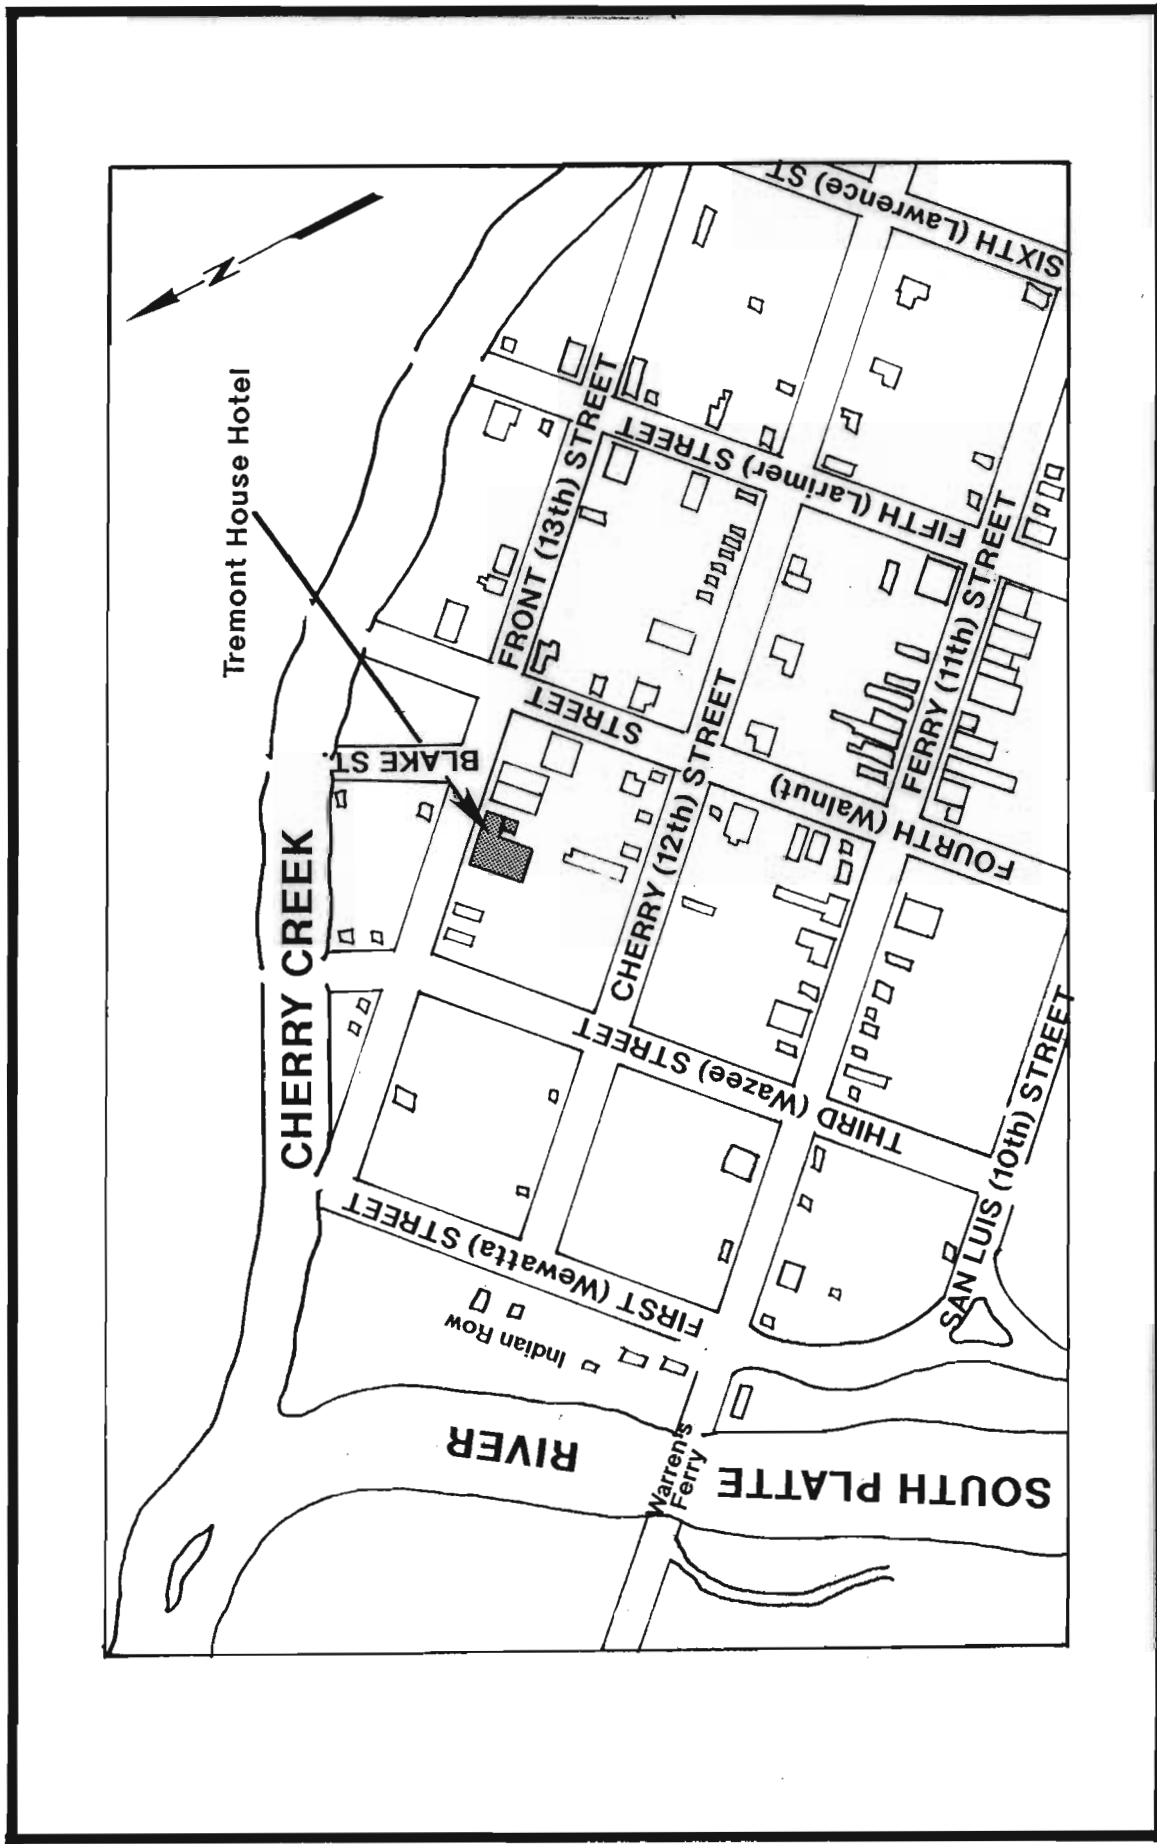 N
Tremont House Hotel
CHERRY CREEK
BLAKE ST.
SIXTH (Lawrence) ST
FIFTH (Larimer) STREET
FRONT (13th) STREET
FOURTH (Walnut) STREET
CHERRY (12th) STREET
FERRY (11th) STREET
THIRD (Wazee) STREET
SAN LUIS (10th) STREET
FIRST (Wewatta) STREET
Indian Row
Warren's
Ferry
SOUTH PLATTE RIVER